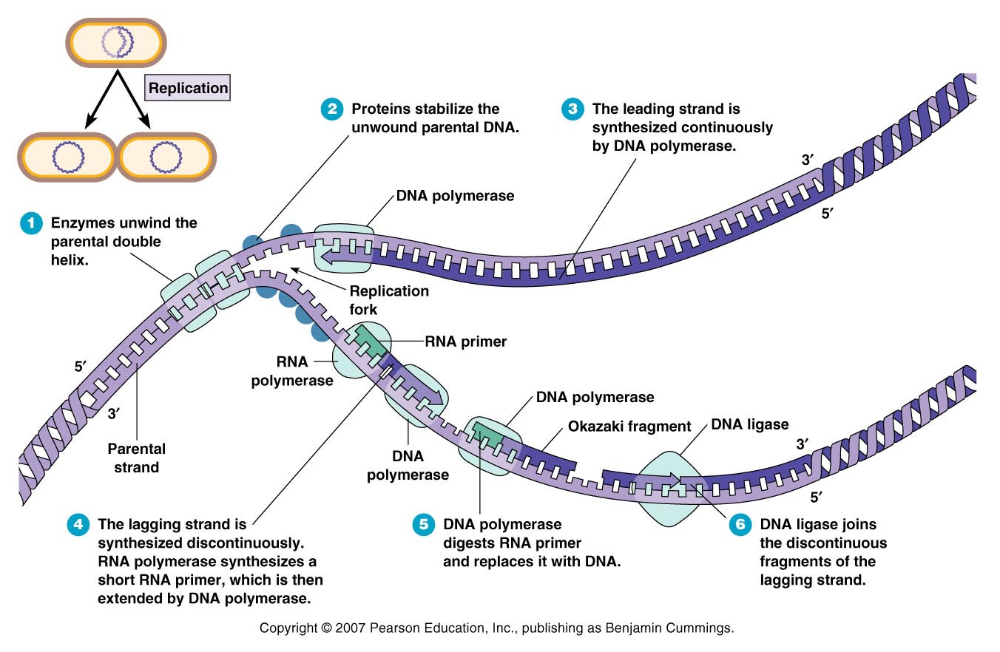 Replication
2
Proteins stabilize the
unwound parental DNA.
3
The leading strand is
synthesized continuously
by DNA polymerase.
3′
5′
DNA polymerase
1
Enzymes unwind the
parental double
helix.
Replication
fork
RNA primer
RNA
polymerase
5′
3′
Parental
strand
DNA polymerase
Okazaki fragment
DNA ligase
DNA
polymerase
3′
5′
4
The lagging strand is
synthesized discontinuously.
RNA polymerase synthesizes a
short RNA primer, which is then
extended by DNA polymerase.
5
DNA polymerase
digests RNA primer
and replaces it with DNA.
6
DNA ligase joins
the discontinuous
fragments of the
lagging strand.
Copyright © 2007 Pearson Education, Inc., publishing as Benjamin Cummings.